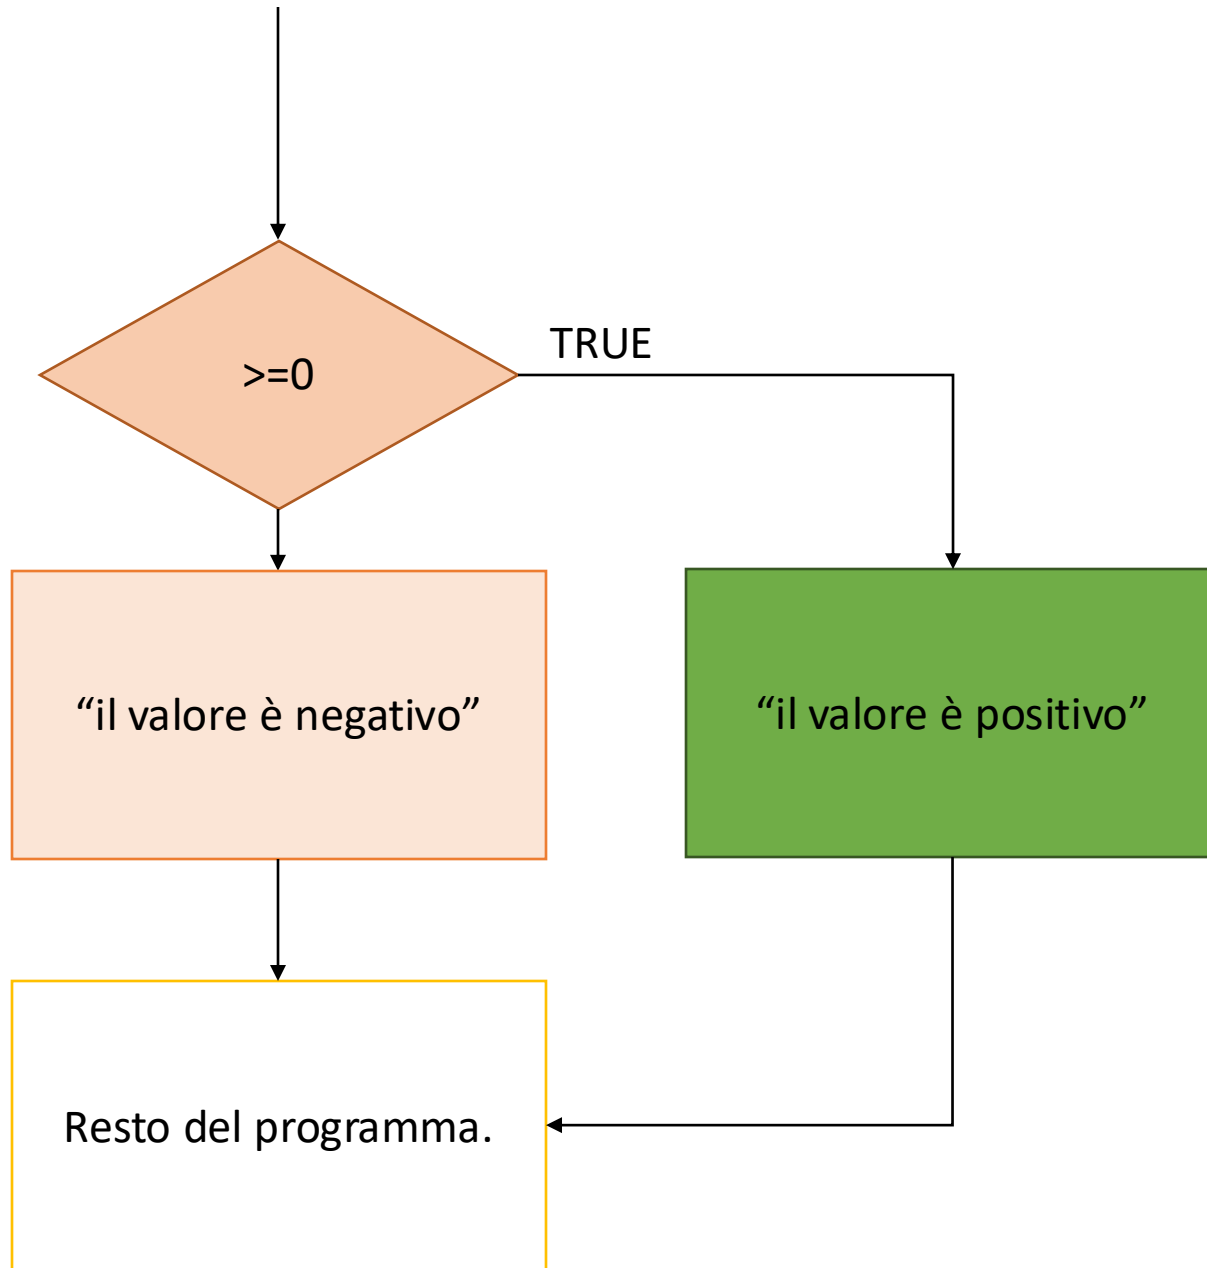 TRUE
>=0
“il valore è negativo”
“il valore è positivo”
Resto del programma.